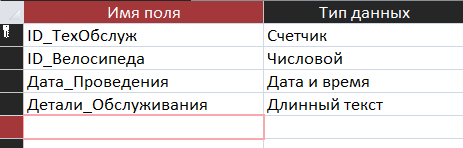 Имя поля Тип данных
ID_ТехОбслуж Счетчик
ID_Велосипеда Числовой
Дата_Проведения Дата и время
Детали_Обслуживания Длинный текст